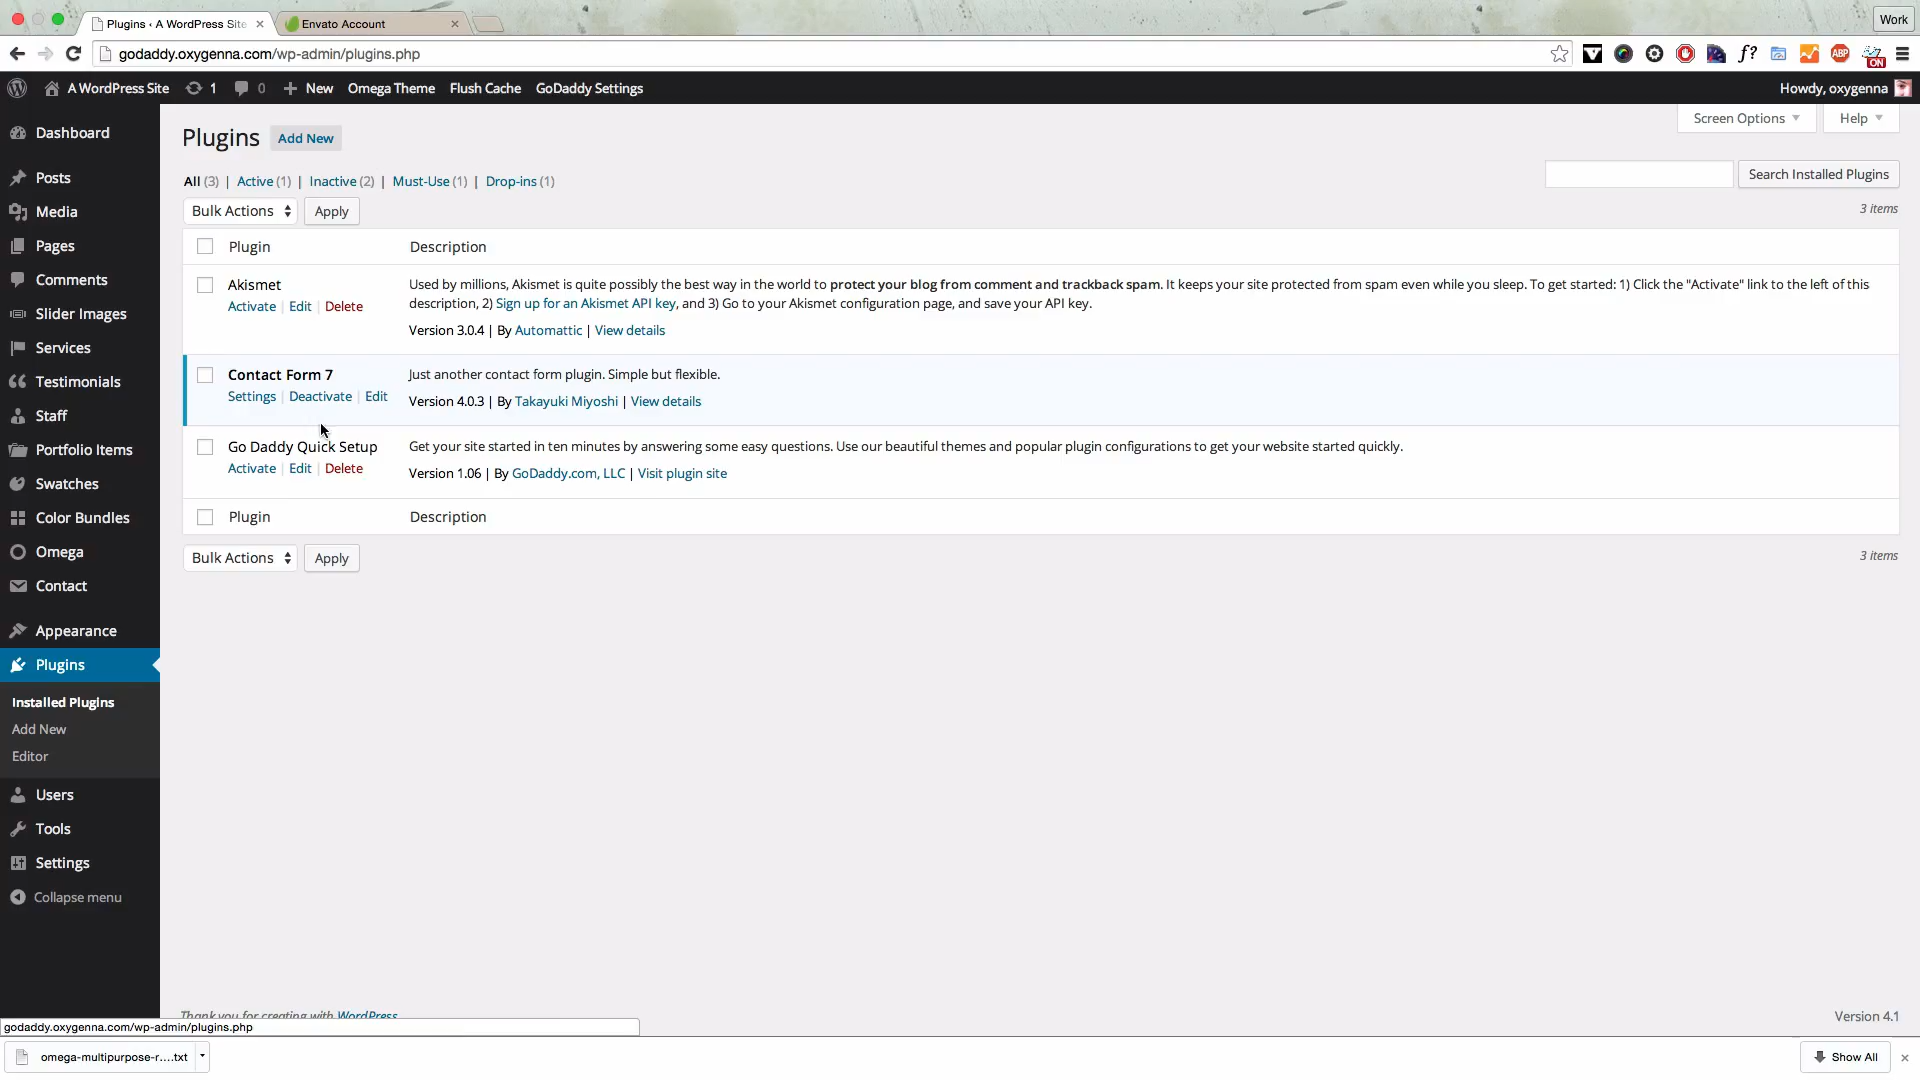 Plugins ‹ A WordPress Site
Envato Account
Work
godaddy.oxygenna.com/wp-admin/plugins.php
f?
ABP
ON
A WordPress Site
1
0
New
Omega Theme
Flush Cache
GoDaddy Settings
Howdy, oxygenna
Dashboard
Posts
Media
Pages
Comments
Slider Images
Services
Testimonials
Staff
Portfolio Items
Swatches
Color Bundles
Omega
Contact
Appearance
Plugins
Installed Plugins
Add New
Editor
Users
Tools
Settings
Collapse menu
Screen Options
Help
Plugins Add New
All (3) | Active (1) | Inactive (2) | Must-Use (1) | Drop-ins (1)
Search Installed Plugins
Bulk Actions Apply
3 items
Plugin Description
Akismet
Activate | Edit | Delete
Used by millions, Akismet is quite possibly the best way in the world to protect your blog from comment and trackback spam. It keeps your site protected from spam even while you sleep. To get started: 1) Click the "Activate" link to the left of this
description, 2) Sign up for an Akismet API key, and 3) Go to your Akismet configuration page, and save your API key.
Version 3.0.4 | By Automattic | View details
Contact Form 7
Settings | Deactivate | Edit
Just another contact form plugin. Simple but flexible.
Version 4.0.3 | By Takayuki Miyoshi | View details
Go Daddy Quick Setup
Activate | Edit | Delete
Get your site started in ten minutes by answering some easy questions. Use our beautiful themes and popular plugin configurations to get your website started quickly.
Version 1.06 | By GoDaddy.com, LLC | Visit plugin site
Plugin Description
Bulk Actions Apply
3 items
Thank you for creating with WordPress
Version 4.1
godaddy.oxygenna.com/wp-admin/plugins.php
omega-multipurpose-r....txt
Show All